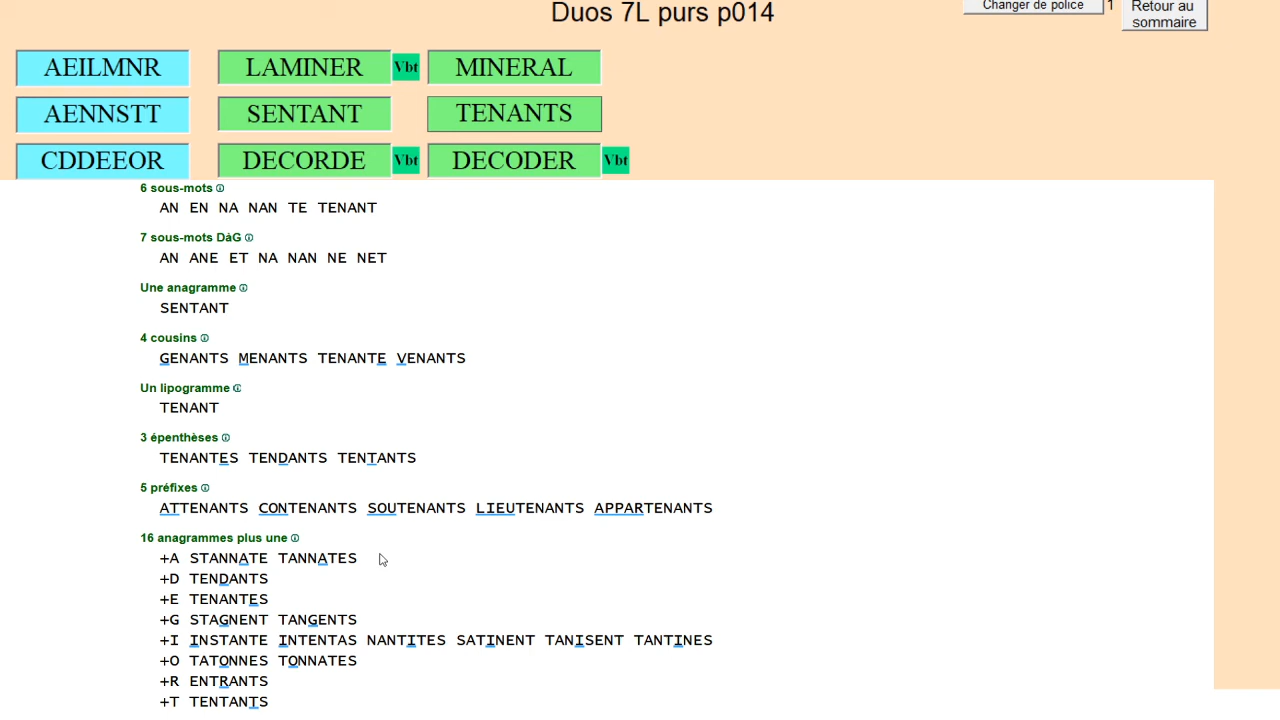 Duos 7L purs p014
Changer de police 1 Retour au sommaire
AEILMNR LAMINER Vbt MINERAL
AENNSTT SENTANT TENANTS
CDDEEOR DECORDE Vbt DECODER Vbt
6 sous-mots
AN EN NA NAN TE TENANT
7 sous-mots DàG
AN ANE ET NA NAN NE NET
Une anagramme
SENTANT
4 cousins
GENANTS MENANTS TENANTE VENANTS
Un lipogramme
TENANT
3 épenthèses
TENANTES TENDANTS TENTANTS
5 préfixes
ATTENANTS CONTENANTS SOUTENANTS LIEUTENANTS APPARTENANTS
16 anagrammes plus une
+A STANNATE TANNATES
+D TENDANTS
+E TENANTES
+G STAGNENT TANGENTS
+I INSTANTE INTENTAS NANTITES SATINENT TANISENT TANTINES
+O TATONNES TONNATES
+R ENTRANTS
+T TENTANTS